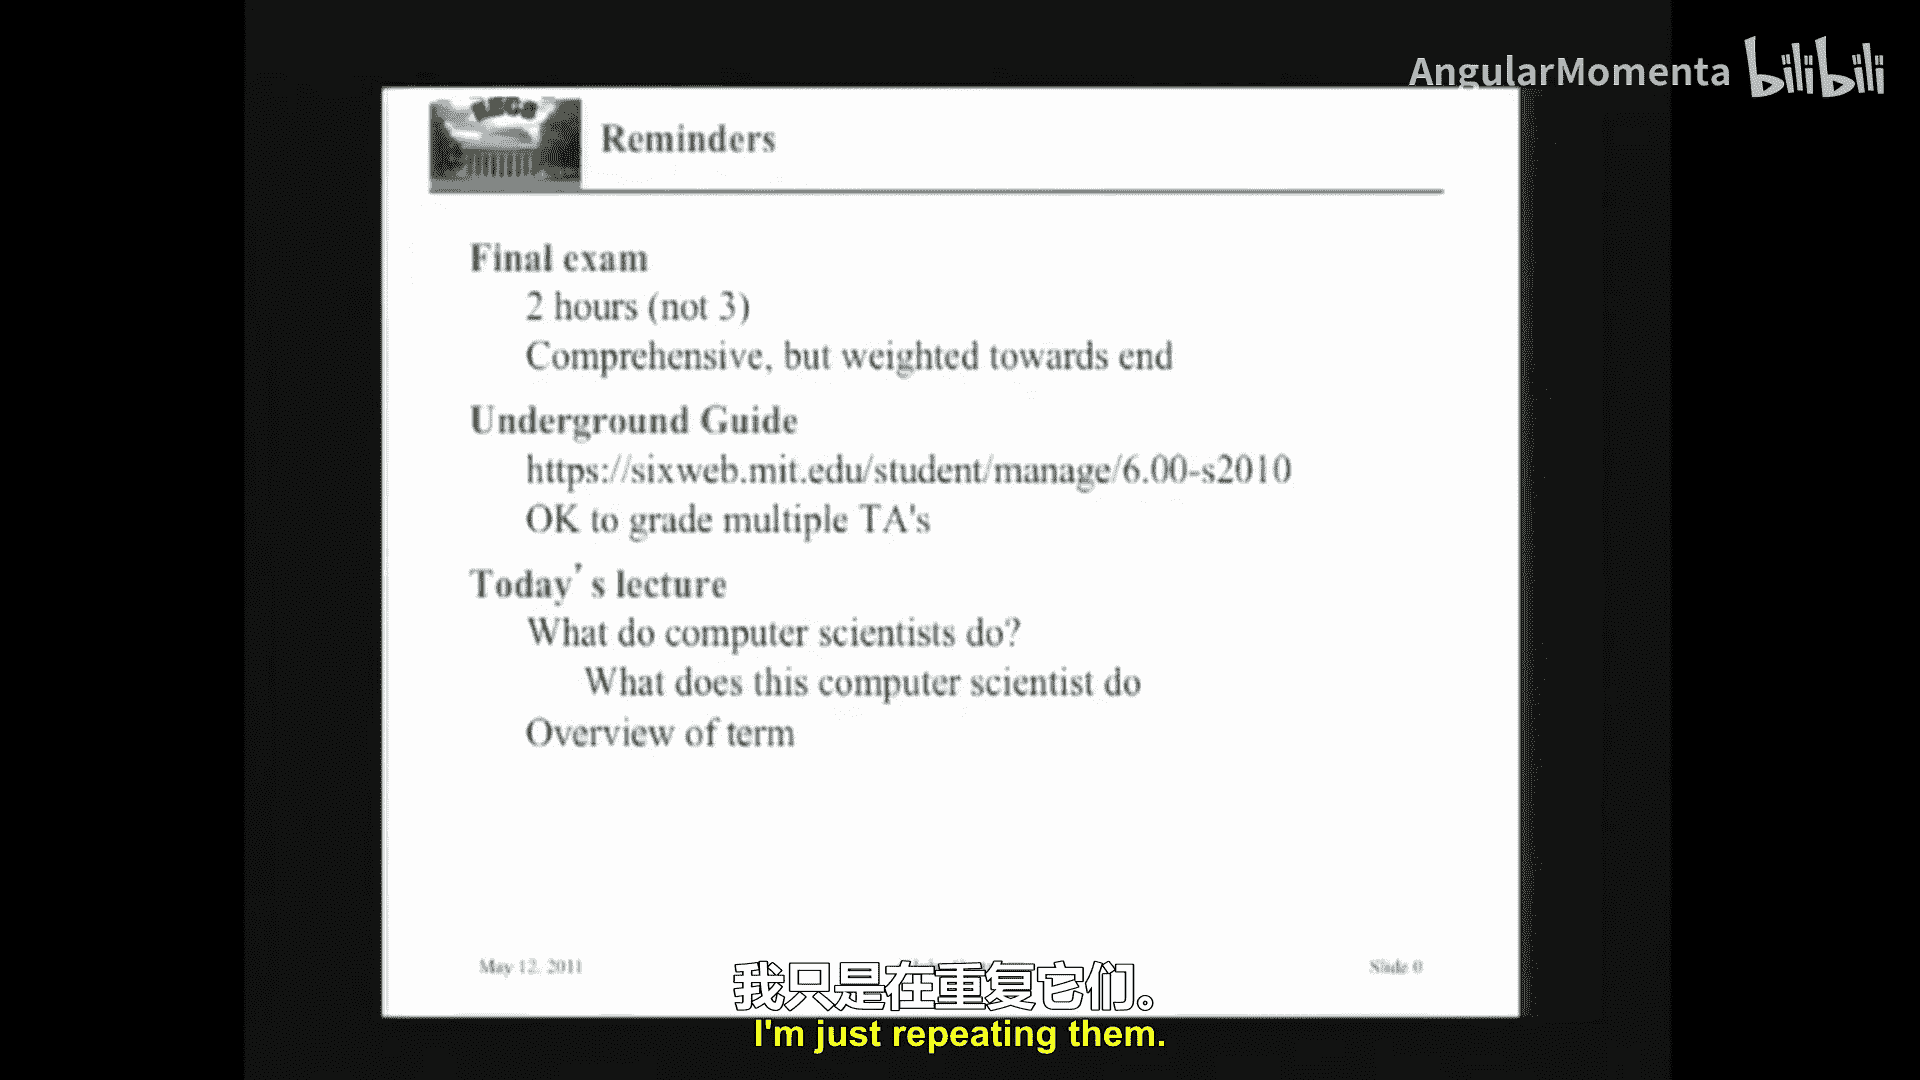 AngularMomenta bilibili
EECS
Reminders
Final exam
2 hours (not 3)
Comprehensive, but weighted towards end
Underground Guide
https://sixweb.mit.edu/student/manage/6.00-s2010
OK to grade multiple TA's
Today’s lecture
What do computer scientists do?
What does this computer scientist do
Overview of term
May 12, 2011
Slide 0
我只是在重复它们。
I'm just repeating them.